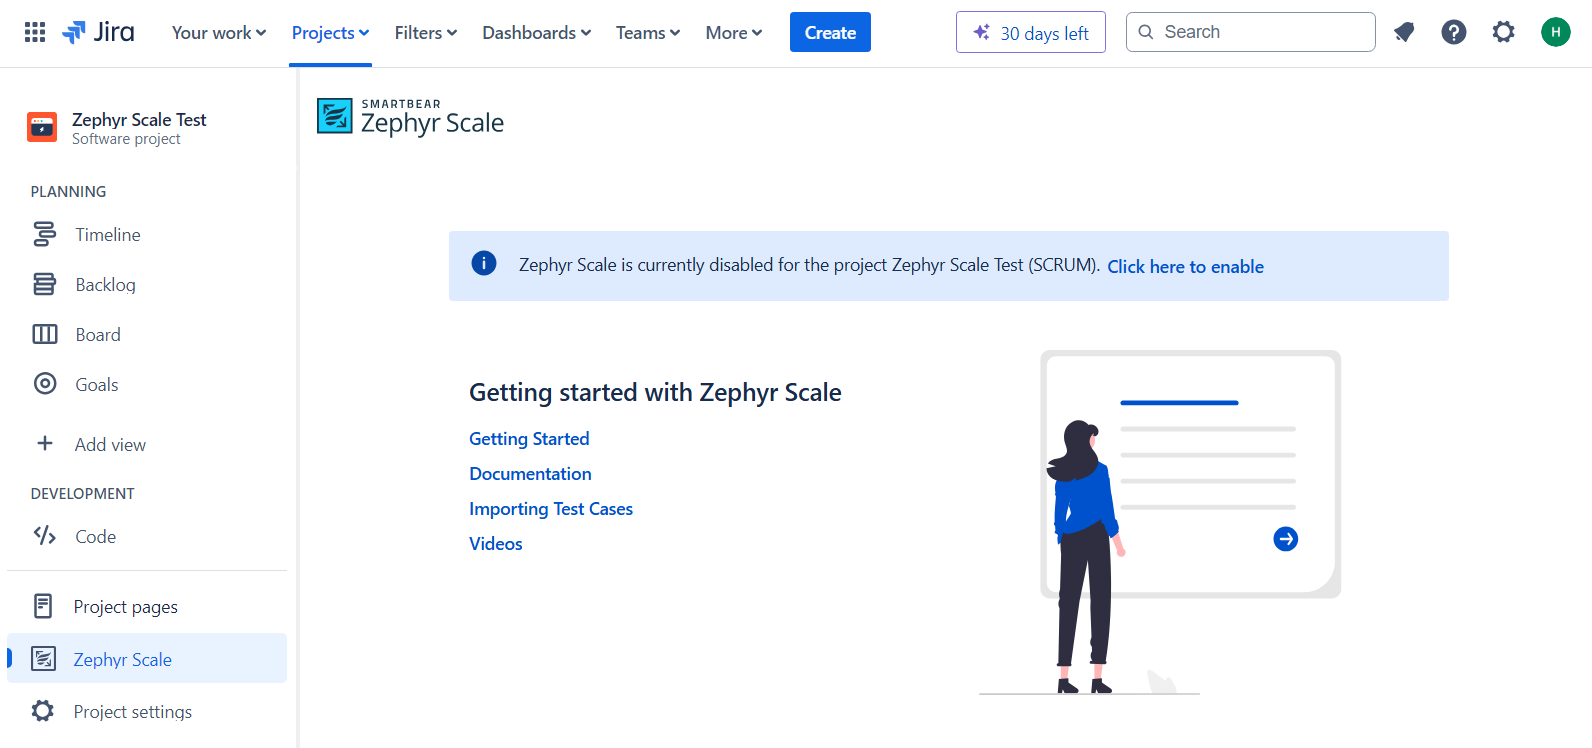 Jira
Your work
Projects
Filters
Dashboards
Teams
More
Create
30 days left
Search
H
Zephyr Scale Test
Software project
PLANNING
Timeline
Backlog
Board
Goals
Add view
DEVELOPMENT
Code
Project pages
Zephyr Scale
Project settings
SMARTBEAR
Zephyr Scale
Zephyr Scale is currently disabled for the project Zephyr Scale Test (SCRUM). Click here to enable
Getting started with Zephyr Scale
Getting Started
Documentation
Importing Test Cases
Videos